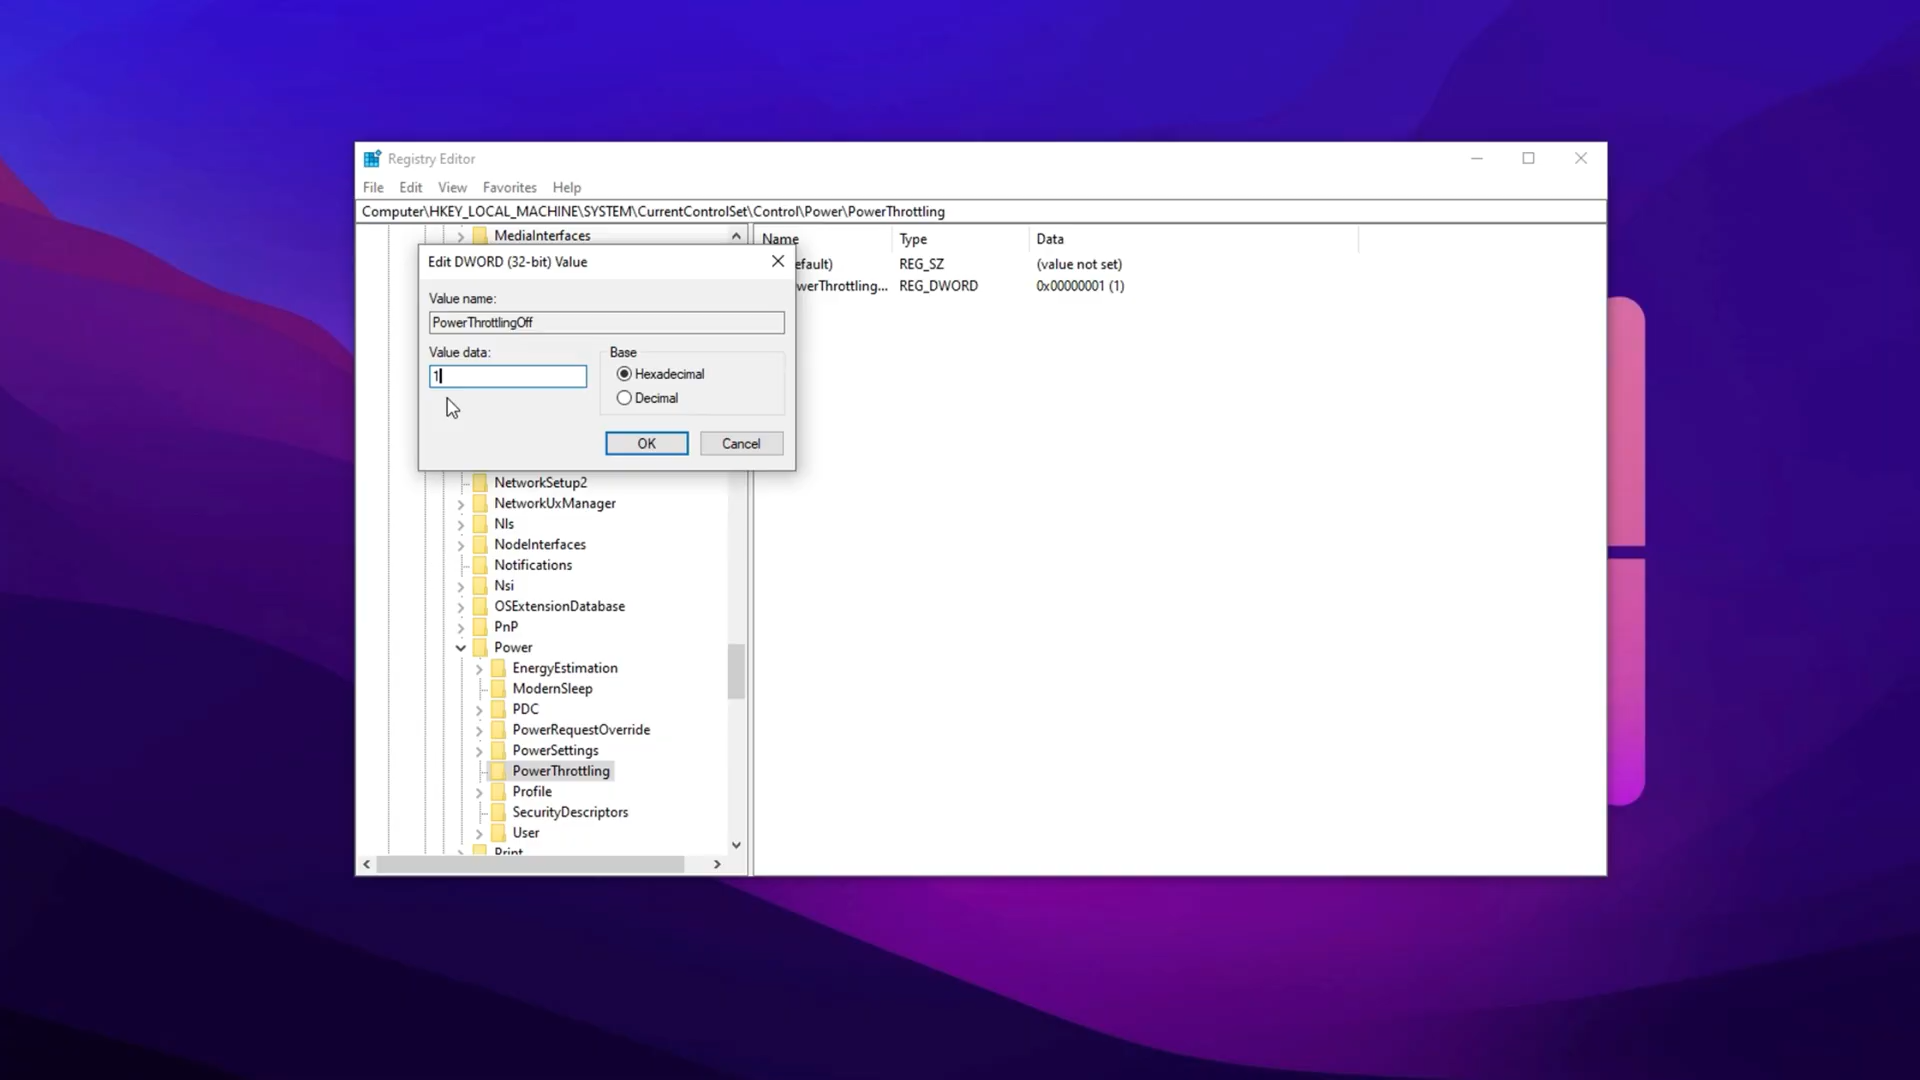 Registry Editor
File Edit View Favorites Help
Computer\HKEY_LOCAL_MACHINE\SYSTEM\CurrentControlSet\Control\Power\PowerThrottling
MediaInterfaces
Name Type Data
efault) REG_SZ (value not set)
werThrottling... REG_DWORD 0x00000001 (1)
Edit DWORD (32-bit) Value
Value name:
PowerThrottlingOff
Value data:
1
Base
Hexadecimal
Decimal
OK Cancel
NetworkSetup2
NetworkUxManager
Nls
NodeInterfaces
Notifications
Nsi
OSExtensionDatabase
PnP
Power
EnergyEstimation
ModernSleep
PDC
PowerRequestOverride
PowerSettings
PowerThrottling
Profile
SecurityDescriptors
User
Print